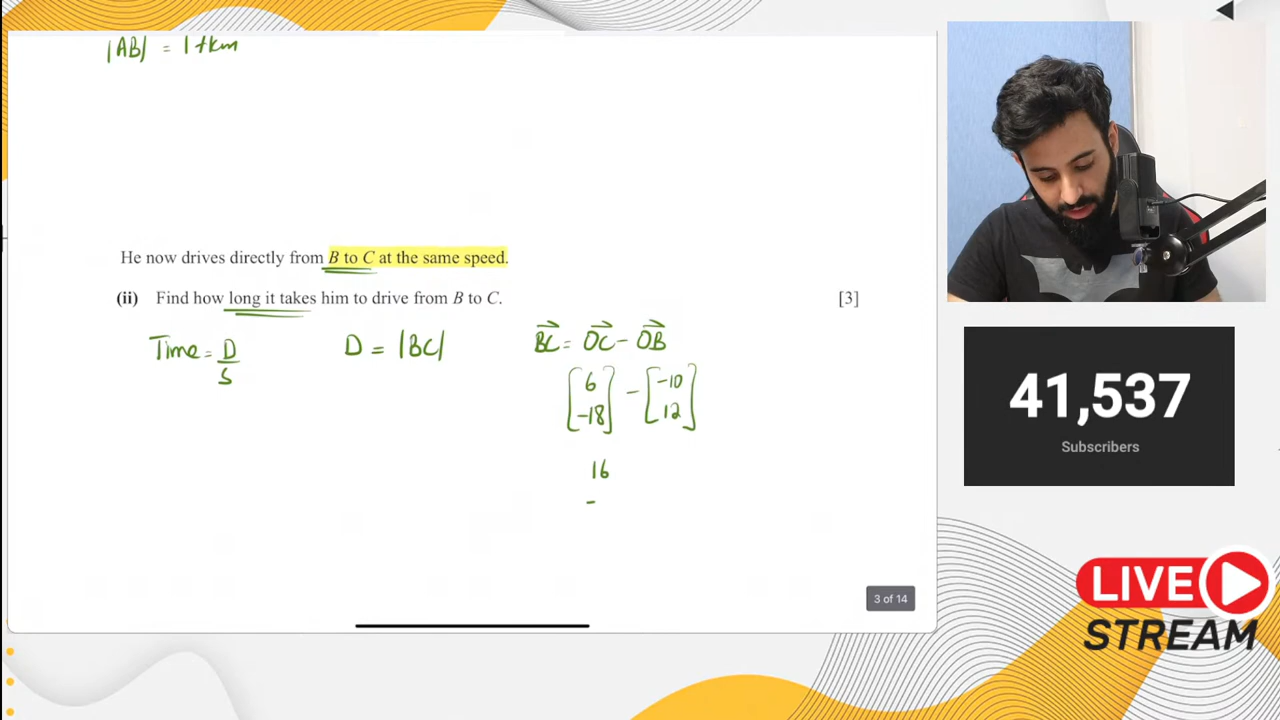 |AB| = 17km
He now drives directly from B to C at the same speed.
(ii) Find how long it takes him to drive from B to C. [3]
Time = D/S D = |BC| BC = OC - OB
[6 -18] - [-10 12]
16
-
3 of 14
41,537
Subscribers
LIVE
STREAM